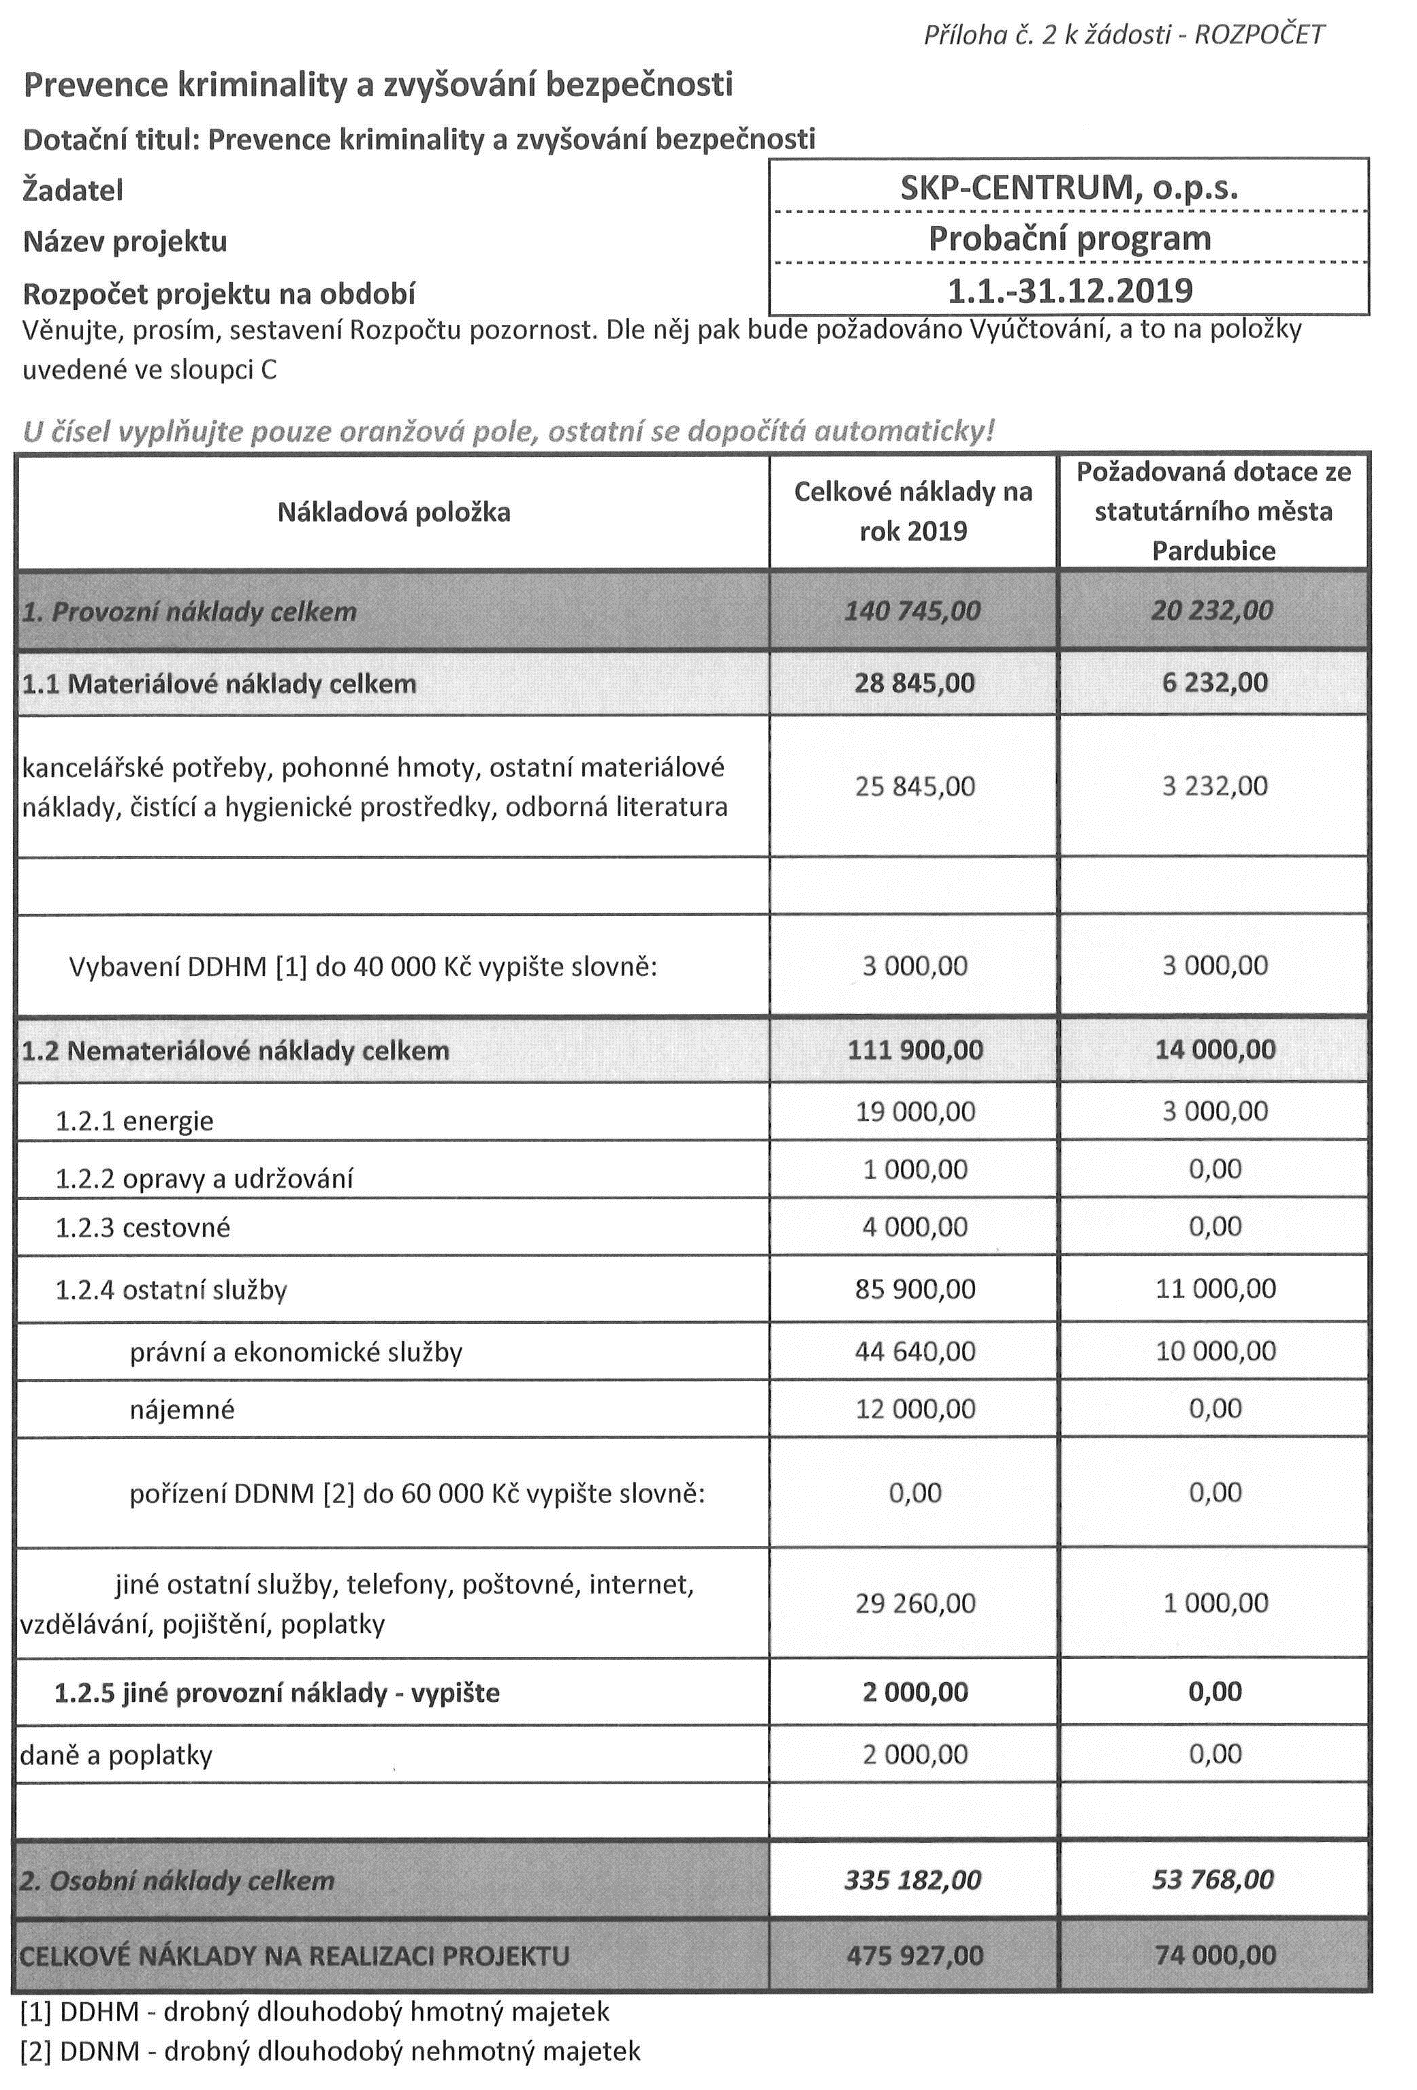 Příloha č. 2 k žádosti - ROZPOČET
Prevence kriminality a zvyšování bezpečnosti
Dotační titul: Prevence kriminality a zvyšování bezpečnosti
Žadatel SKP-CENTRUM, o.p.s.
Název projektu Probační program
Rozpočet projektu na období 1.1.-31.12.2019
Věnujte, prosím, sestavení Rozpočtu pozornost. Dle něj pak bude požadováno Vyúčtování, a to na položky
uvedené ve sloupci C
U čísel vyplňujte pouze oranžová pole, ostatní se dopočítá automaticky!
Nákladová položka
Celkové náklady na
rok 2019
Požadovaná dotace ze
statutárního města
Pardubice
1. Provozní náklady celkem 140 745,00 20 232,00
1.1 Materiálové náklady celkem 28 845,00 6 232,00
kancelářské potřeby, pohonné hmoty, ostatní materiálové
náklady, čistící a hygienické prostředky, odborná literatura
25 845,00 3 232,00
Vybavení DDHM [1] do 40 000 Kč vypište slovně: 3 000,00 3 000,00
1.2 Nemateriálové náklady celkem 111 900,00 14 000,00
1.2.1 energie 19 000,00 3 000,00
1.2.2 opravy a udržování 1 000,00 0,00
1.2.3 cestovné 4 000,00 0,00
1.2.4 ostatní služby 85 900,00 11 000,00
právní a ekonomické služby 44 640,00 10 000,00
nájemné 12 000,00 0,00
pořízení DDNM [2] do 60 000 Kč vypište slovně: 0,00 0,00
jiné ostatní služby, telefony, poštovné, internet,
vzdělávání, pojištění, poplatky
29 260,00 1 000,00
1.2.5 jiné provozní náklady - vypište 2 000,00 0,00
daně a poplatky 2 000,00 0,00
2. Osobní náklady celkem 335 182,00 53 768,00
CELKOVÉ NÁKLADY NA REALIZACI PROJEKTU 475 927,00 74 000,00
[1] DDHM - drobný dlouhodobý hmotný majetek
[2] DDNM - drobný dlouhodobý nehmotný majetek